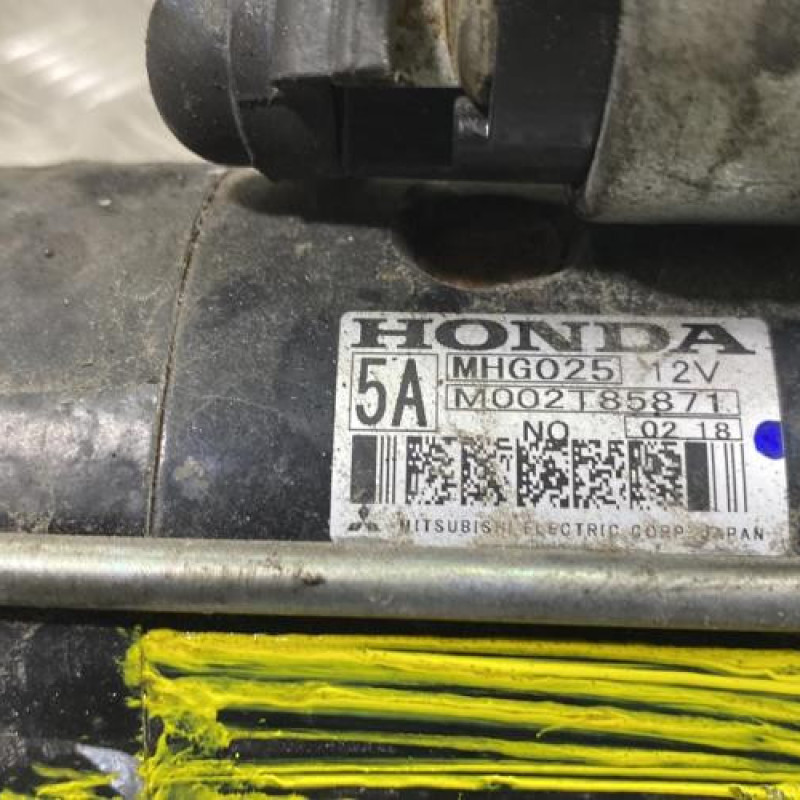 HONDA
5A MHG025 12V
M002T85871
NO 02 18
MITSUBISHI ELECTRIC CORP. JAPAN